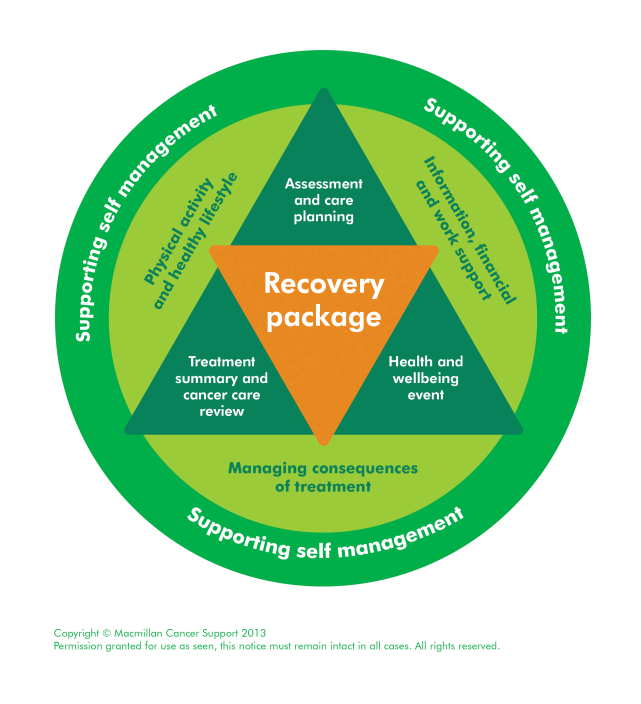 Supporting self management
Supporting self management
Physical activity
and healthy lifestyle
Information, financial
and work support
Assessment
and care
planning
Recovery
package
Treatment
summary and
cancer care
review
Health and
wellbeing
event
Managing consequences
of treatment
Supporting self management
Copyright © Macmillan Cancer Support 2013
Permission granted for use as seen, this notice must remain intact in all cases. All rights reserved.